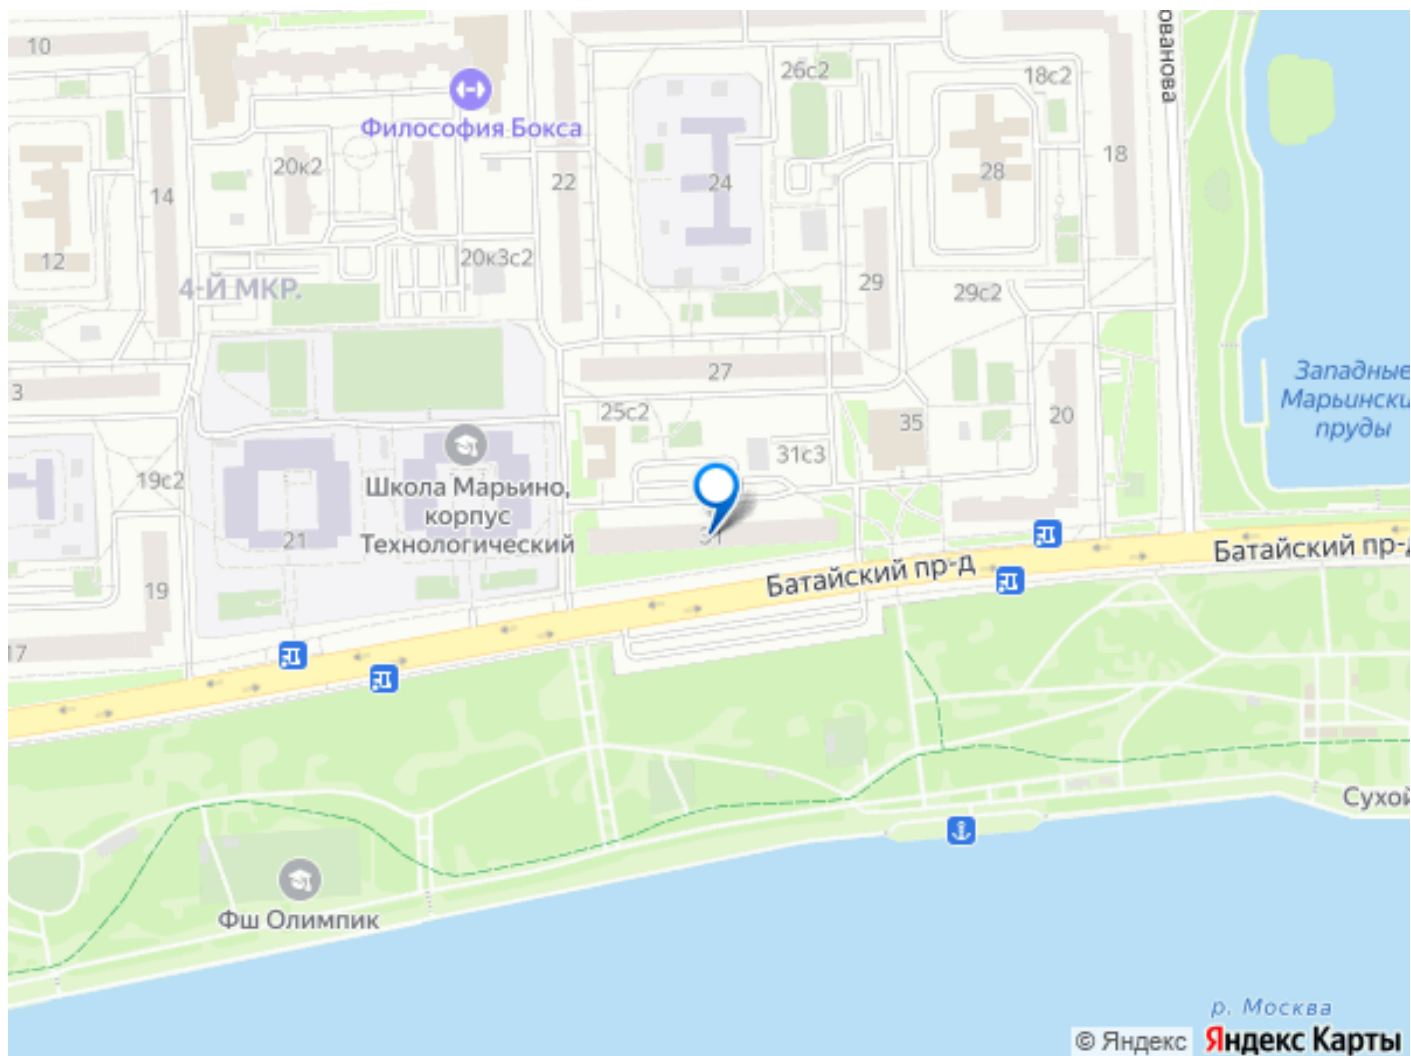 10
ованова
26с2
18с2
Философия Бокса
18
20к2
22
24
28
14
12
20к3с2
4-Й МКР.
29
29с2
Западные
Марьински
пруды
27
3
25с2
35
20
31с3
19с2
Школа Марьино,
корпус
Технологический
21
31
Батайский пр-д
Батайский пр-д
19
17
Сухой
Фш Олимпик
р. Москва
© Яндекс Яндекс Карты